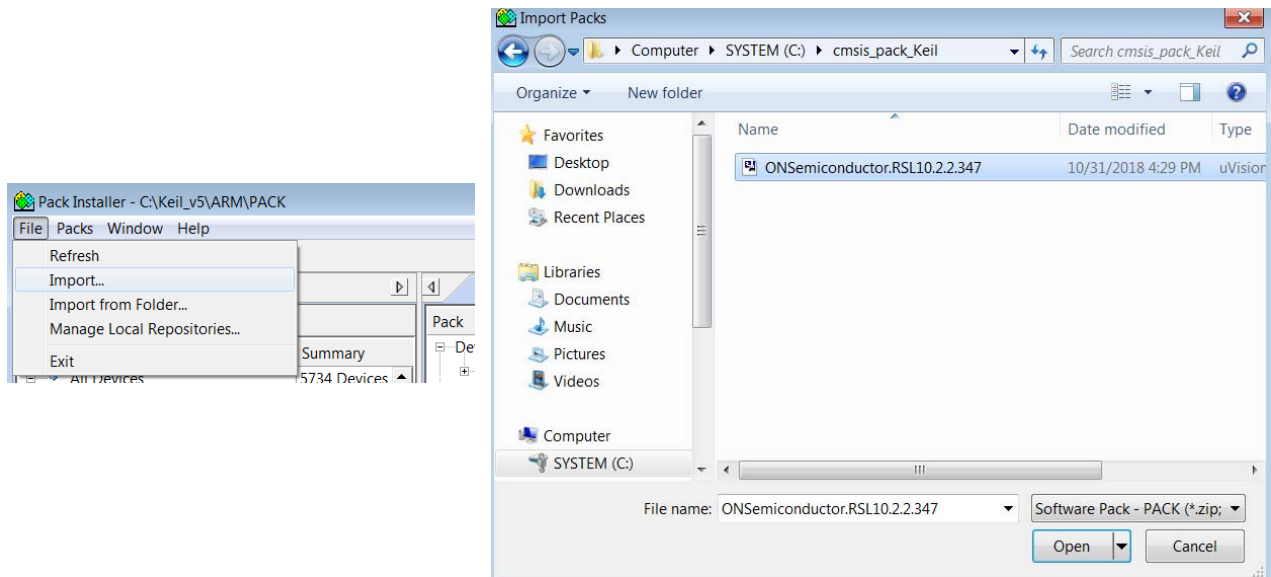 Pack Installer - C:\Keil_v5\ARM\PACK
File Packs Window Help
Refresh
Import...
Import from Folder...
Manage Local Repositories...
Exit
Pack
Summary
All Devices
5734 Devices
Import Packs
Computer SYSTEM (C:) cmsis_pack_Keil
Search cmsis_pack_Keil
Organize New folder
Name Date modified Type
ONSemiconductor.RSL10.2.2.347 10/31/2018 4:29 PM uVision
Favorites
Desktop
Downloads
Recent Places
Libraries
Documents
Music
Pictures
Videos
Computer
SYSTEM (C:)
File name: ONSemiconductor.RSL10.2.2.347
Software Pack - PACK (*.zip;
Open Cancel